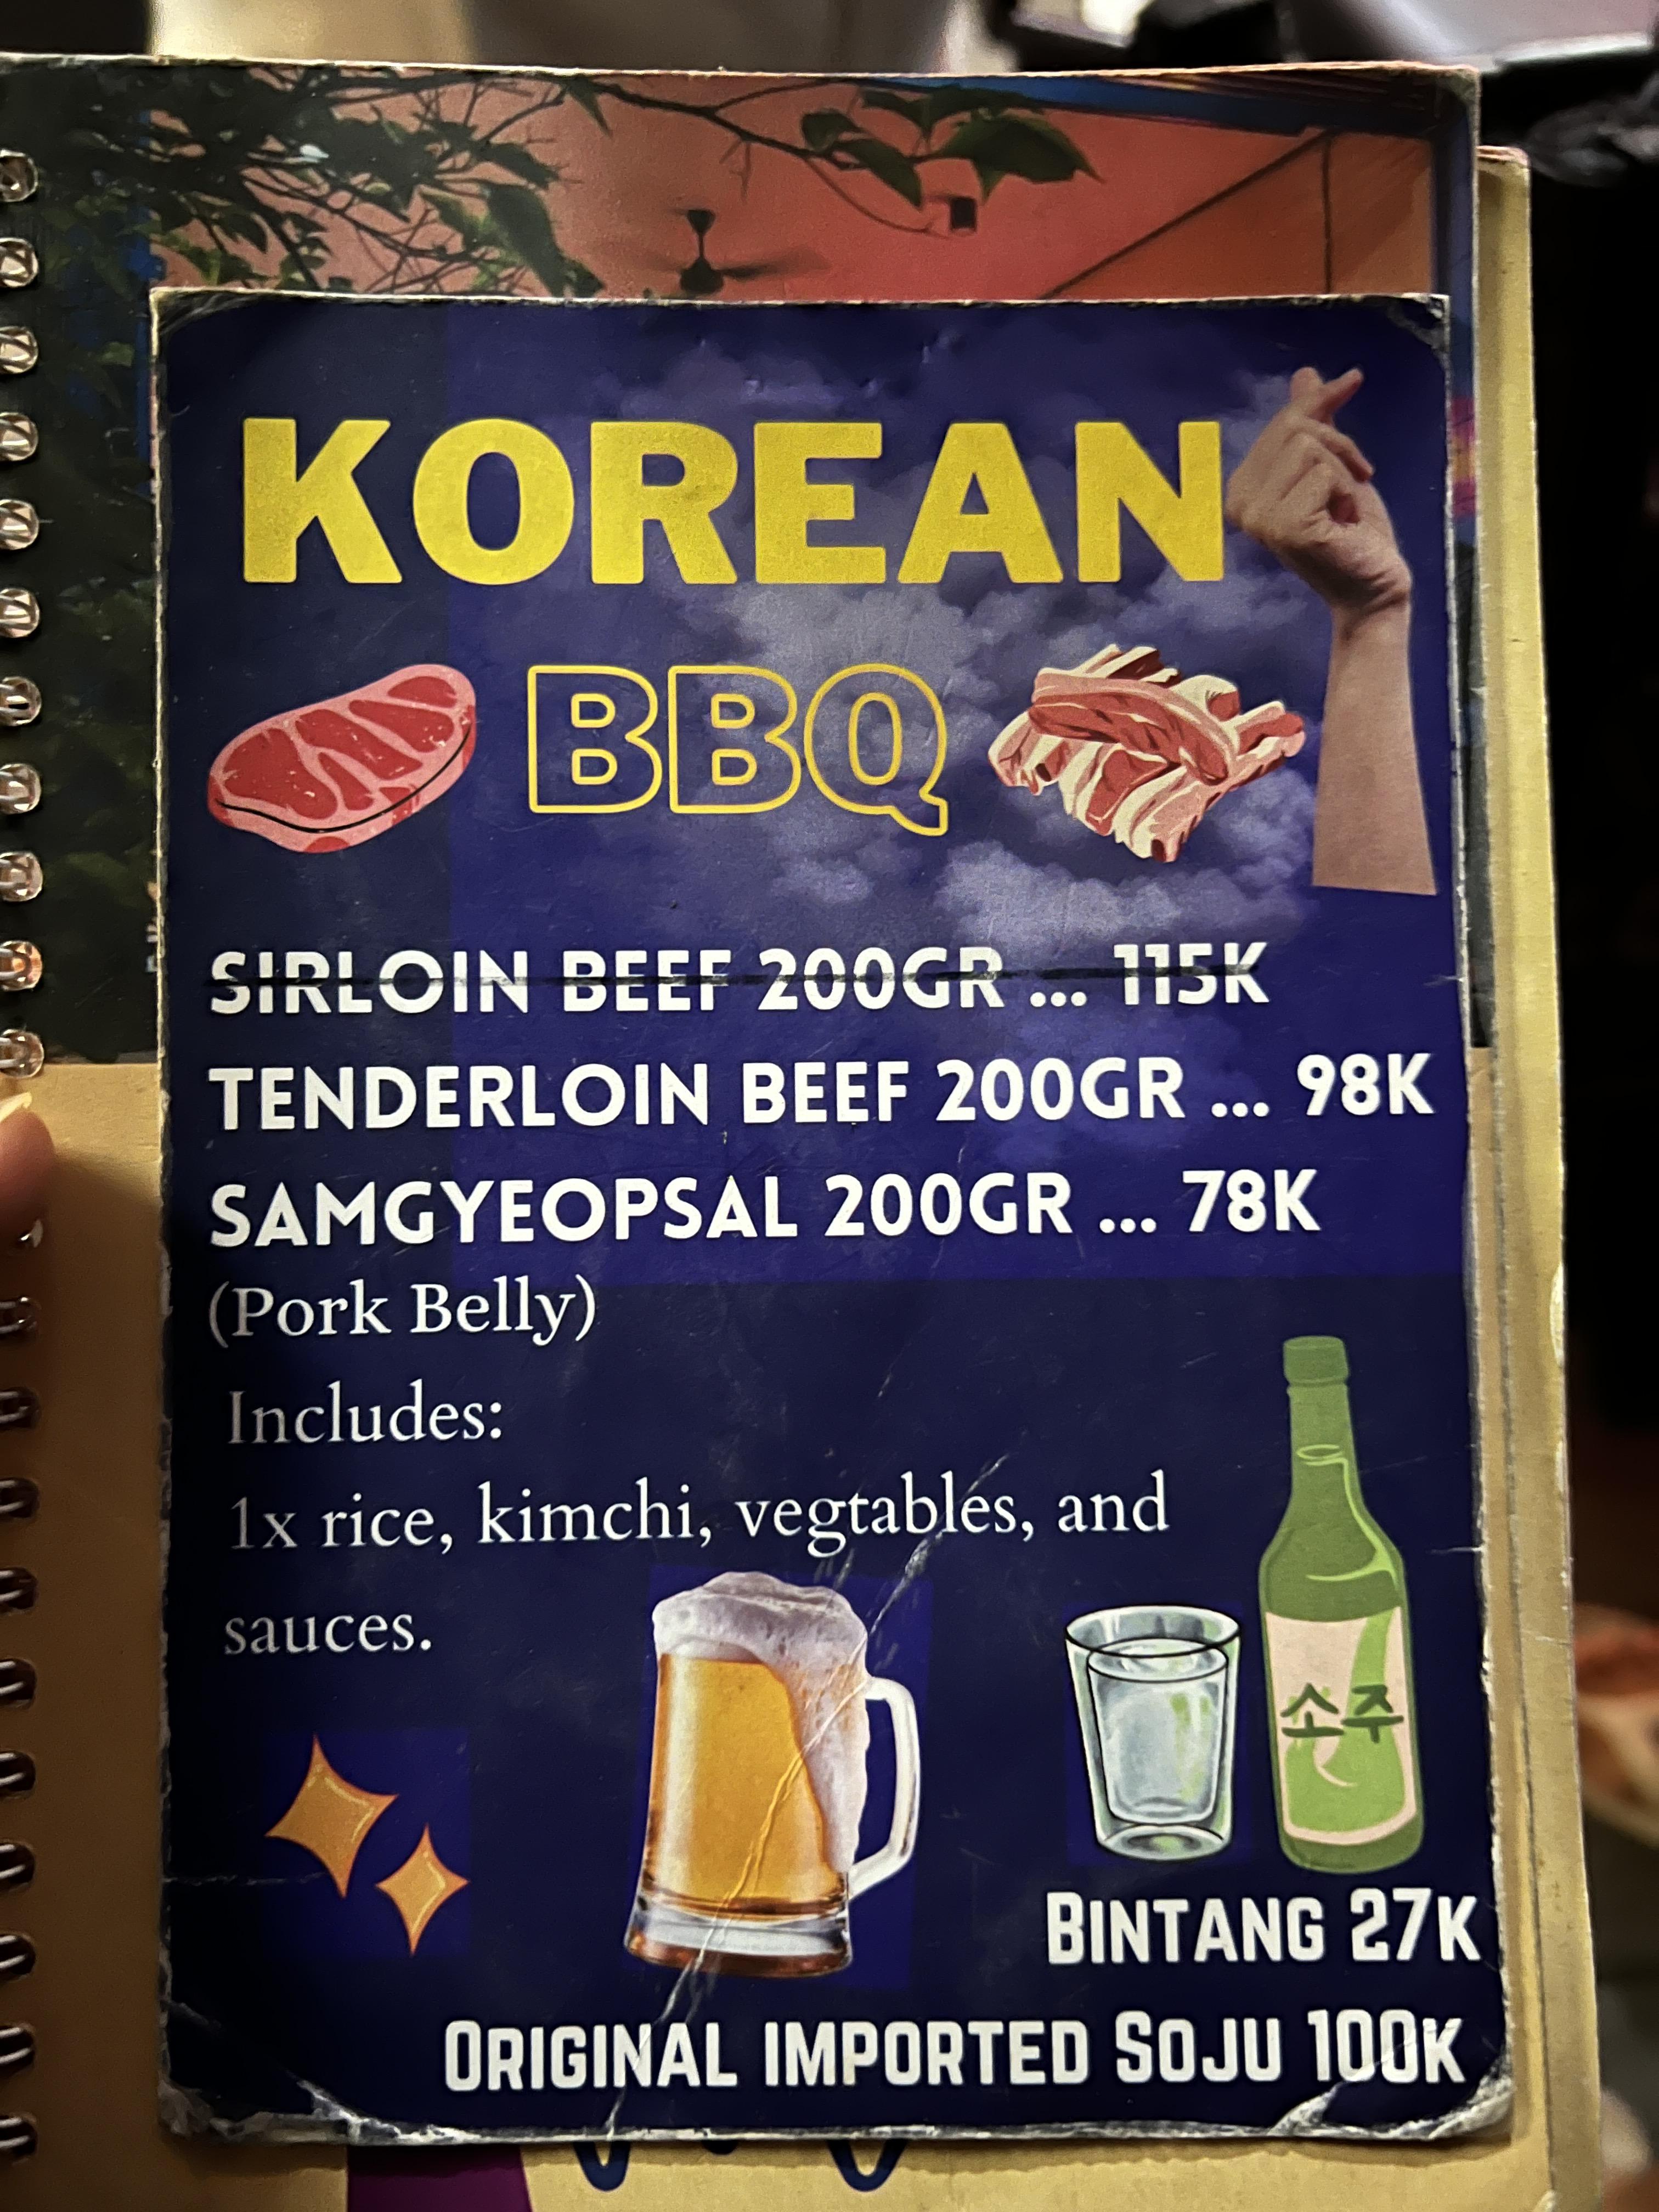 KOREAN
BBQ
SIRLOIN BEEF 200GR ... 115K
TENDERLOIN BEEF 200GR ... 98K
SAMGYEOPSAL 200GR ... 78K
(Pork Belly)
Includes:
1x rice, kimchi, vegtables, and
sauces.
소주
BINTANG 27K
ORIGINAL IMPORTED SOJU 100K